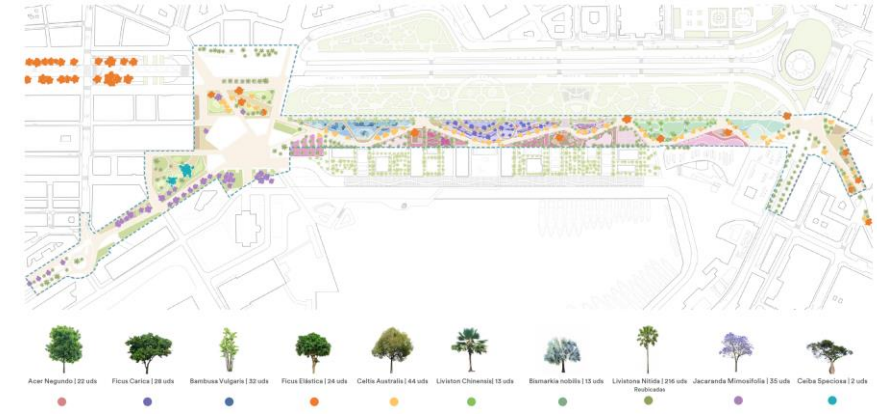 Acer Negundo | 22 uds
Ficus Carica | 28 uds
Bambusa Vulgaris | 32 uds
Ficus Elástica | 24 uds
Celtis Australis | 44 uds
Liviston Chinensis| 13 uds
Bismarkia nobilis | 13 uds
Livistona Nitida | 216 uds
Reubicadas
Jacaranda Mimosifolia | 35 uds
Ceiba Speciosa | 2 uds